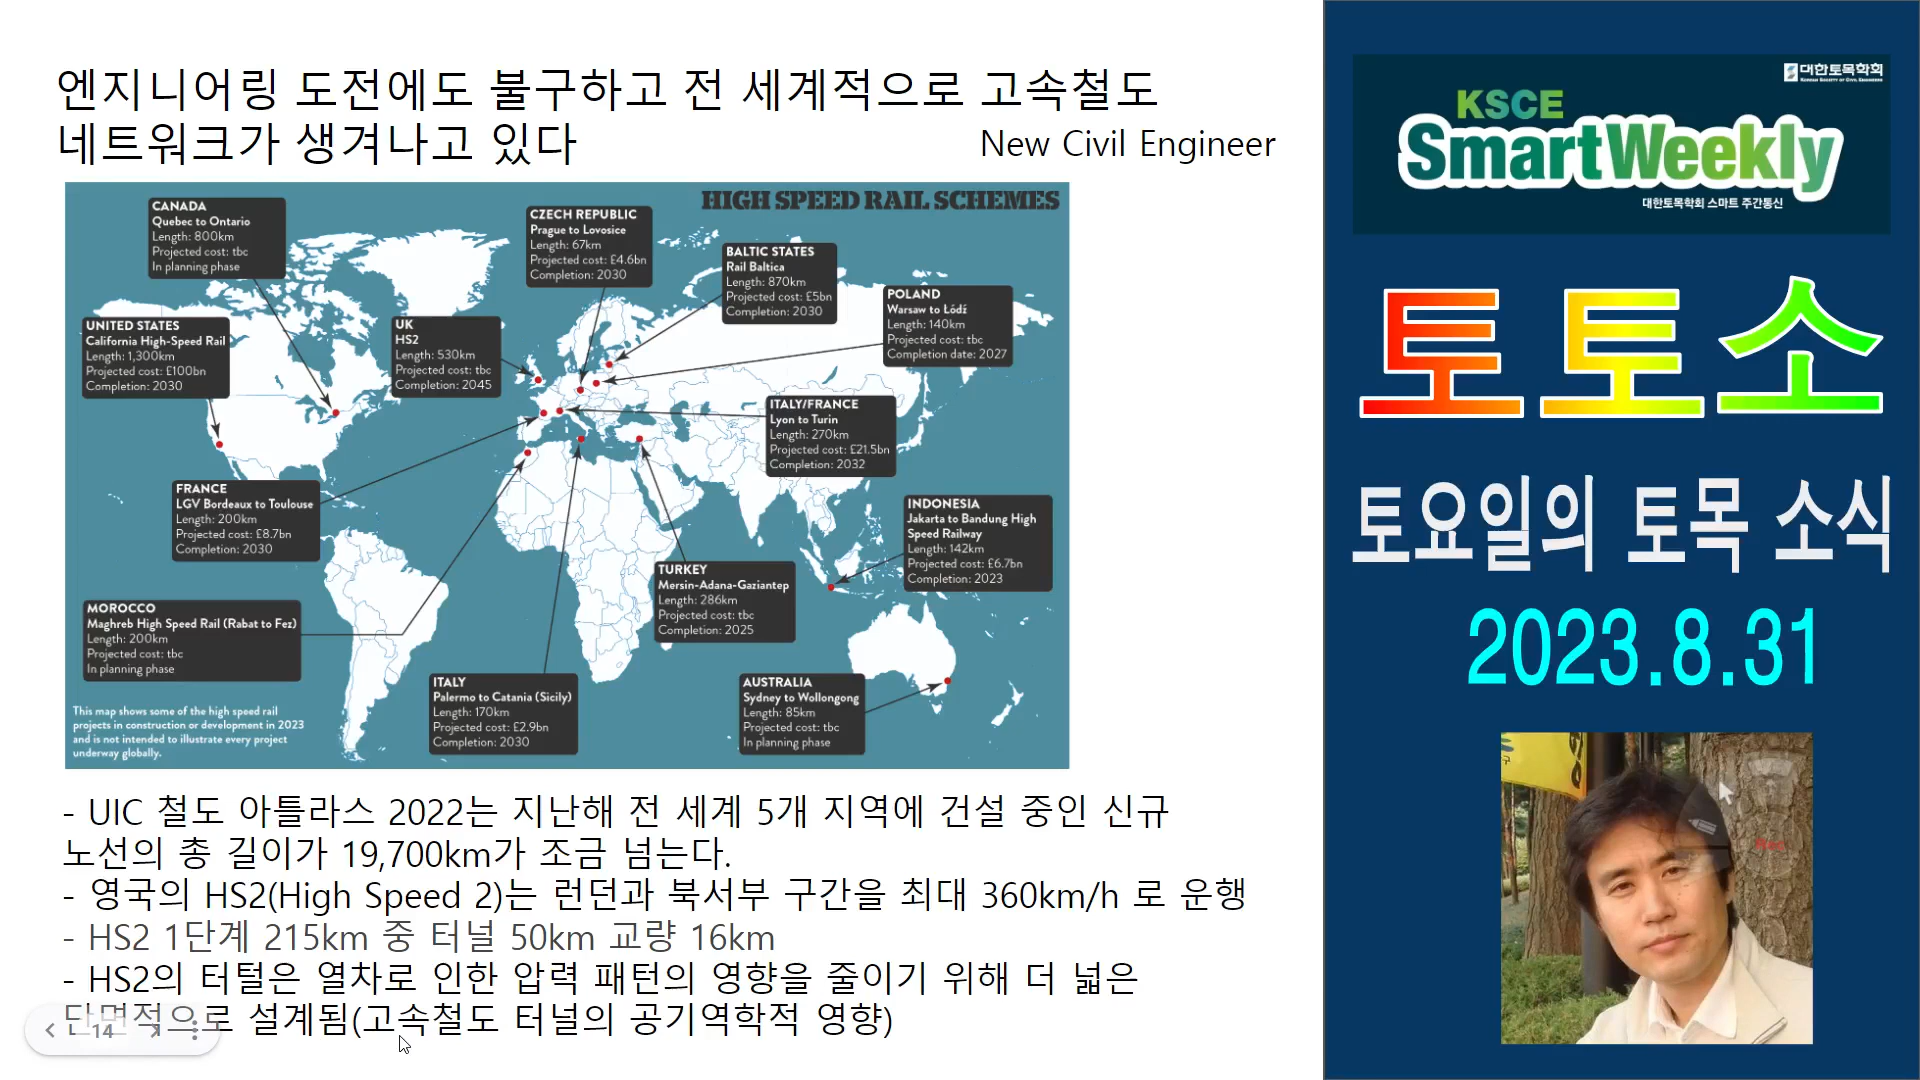 엔지니어링 도전에도 불구하고 전 세계적으로 고속철도
네트워크가 생겨나고 있다
New Civil Engineer
HIGH SPEED RAIL SCHEMES
CANADA
Quebec to Ontario
Length: 800km
Projected cost: tbc
In planning phase
CZECH REPUBLIC
Prague to Lovosice
Length: 67km
Projected cost: £4.6bn
Completion: 2030
BALTIC STATES
Rail Baltica
Length: 870km
Projected cost: £5bn
Completion: 2030
POLAND
Warsaw to Łódź
Length: 140km
Projected cost: tbc
Completion date: 2027
UNITED STATES
California High-Speed Rail
Length: 1,300km
Projected cost: £100bn
Completion: 2030
UK
HS2
Length: 530km
Projected cost: tbc
Completion: 2045
ITALY/FRANCE
Lyon to Turin
Length: 270km
Projected cost: £21.5bn
Completion: 2032
FRANCE
LGV Bordeaux to Toulouse
Length: 200km
Projected cost: £8.7bn
Completion: 2030
INDONESIA
Jakarta to Bandung High
Speed Railway
Length: 142km
Projected cost: £6.7bn
Completion: 2023
TURKEY
Mersin-Adana-Gaziantep
Length: 286km
Projected cost: tbc
Completion: 2025
MOROCCO
Maghreb High Speed Rail (Rabat to Fez)
Length: 200km
Projected cost: tbc
In planning phase
ITALY
Palermo to Catania (Sicily)
Length: 170km
Projected cost: £2.9bn
Completion: 2030
AUSTRALIA
Sydney to Wollongong
Length: 85km
Projected cost: tbc
In planning phase
This map shows some of the high speed rail
projects in construction or development in 2023
and is not intended to illustrate every project
underway globally.
- UIC 철도 아틀라스 2022는 지난해 전 세계 5개 지역에 건설 중인 신규
노선의 총 길이가 19,700km가 조금 넘는다.
- 영국의 HS2(High Speed 2)는 런던과 북서부 구간을 최대 360km/h 로 운행
- HS2 1단계 215km 중 터널 50km 교량 16km
- HS2의 터털은 열차로 인한 압력 패턴의 영향을 줄이기 위해 더 넓은
단면적으로 설계됨(고속철도 터널의 공기역학적 영향)
14
대한토목학회
KOREAN SOCIETY OF CIVIL ENGINEERS
KSCE
SmartWeekly
대한토목학회 스마트 주간통신
토토소
토요일의 토목 소식
2023.8.31